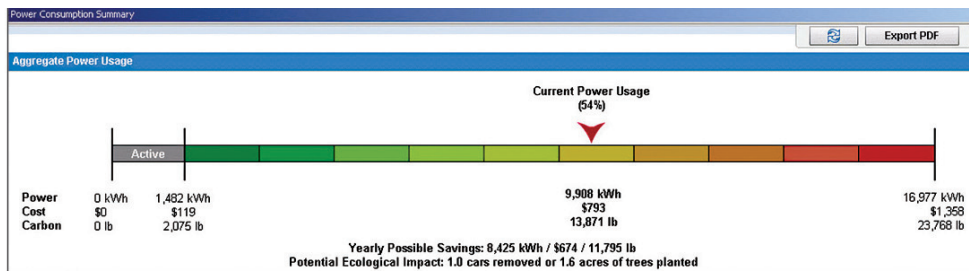 Power Consumption Summary
Export PDF
Aggregate Power Usage
Current Power Usage
(54%)
Active
Power 0 kWh 1,482 kWh 9,908 kWh 16,977 kWh
Cost $0 $119 $793 $1,358
Carbon 0 lb 2,075 lb 13,871 lb 23,768 lb
Yearly Possible Savings: 8,425 kWh / $674 / 11,795 lb
Potential Ecological Impact: 1.0 cars removed or 1.6 acres of trees planted